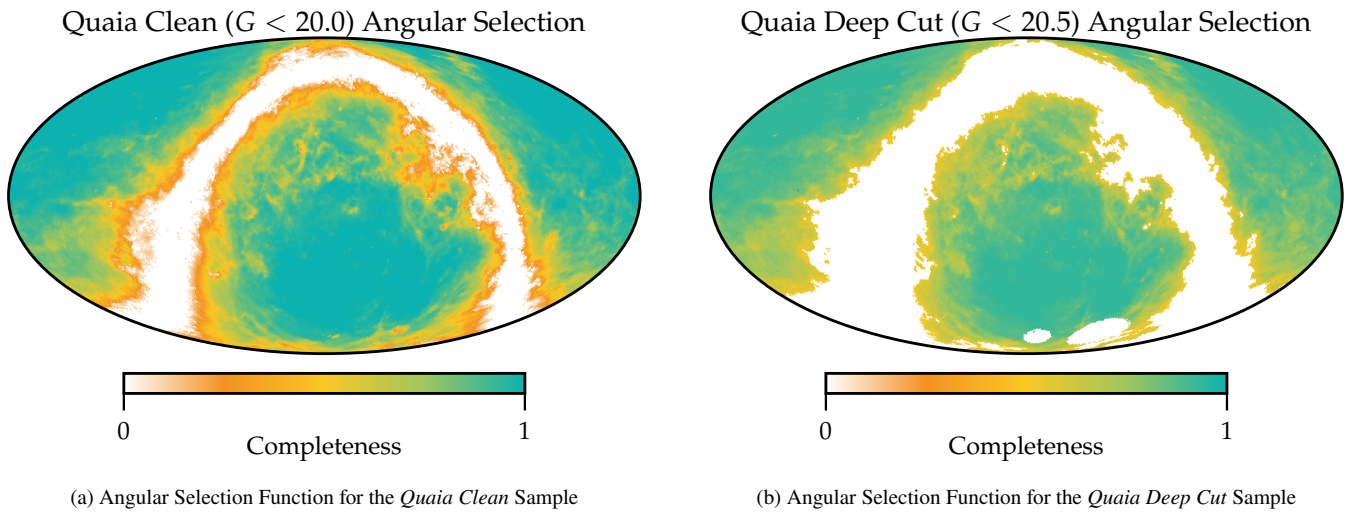 Quaia Clean (G < 20.0) Angular Selection
0 1
Completeness
(a) Angular Selection Function for the Quaia Clean Sample
Quaia Deep Cut (G < 20.5) Angular Selection
0 1
Completeness
(b) Angular Selection Function for the Quaia Deep Cut Sample